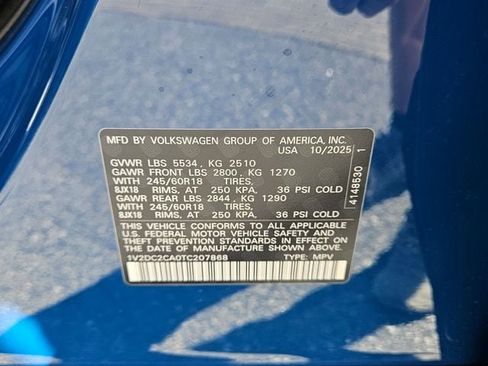 MFD BY VOLKSWAGEN GROUP OF AMERICA, INC.
USA 10/2025
GVWR LBS 5534 , KG 2510
GAWR FRONT LBS 2800 , KG 1270
WITH 245/60R18 TIRES,
8JX18 RIMS, AT 250 KPA, 36 PSI COLD
GAWR REAR LBS 2844 , KG 1290
WITH 245/60R18 TIRES,
8JX18 RIMS, AT 250 KPA, 36 PSI COLD
THIS VEHICLE CONFORMS TO ALL APPLICABLE
U.S. FEDERAL MOTOR VEHICLE SAFETY AND
THEFT PREVENTION STANDARDS IN EFFECT ON
THE DATE OF MANUFACTURE SHOWN ABOVE.
1V2DC2CA0TC207868 TYPE: MPV
4148530 1